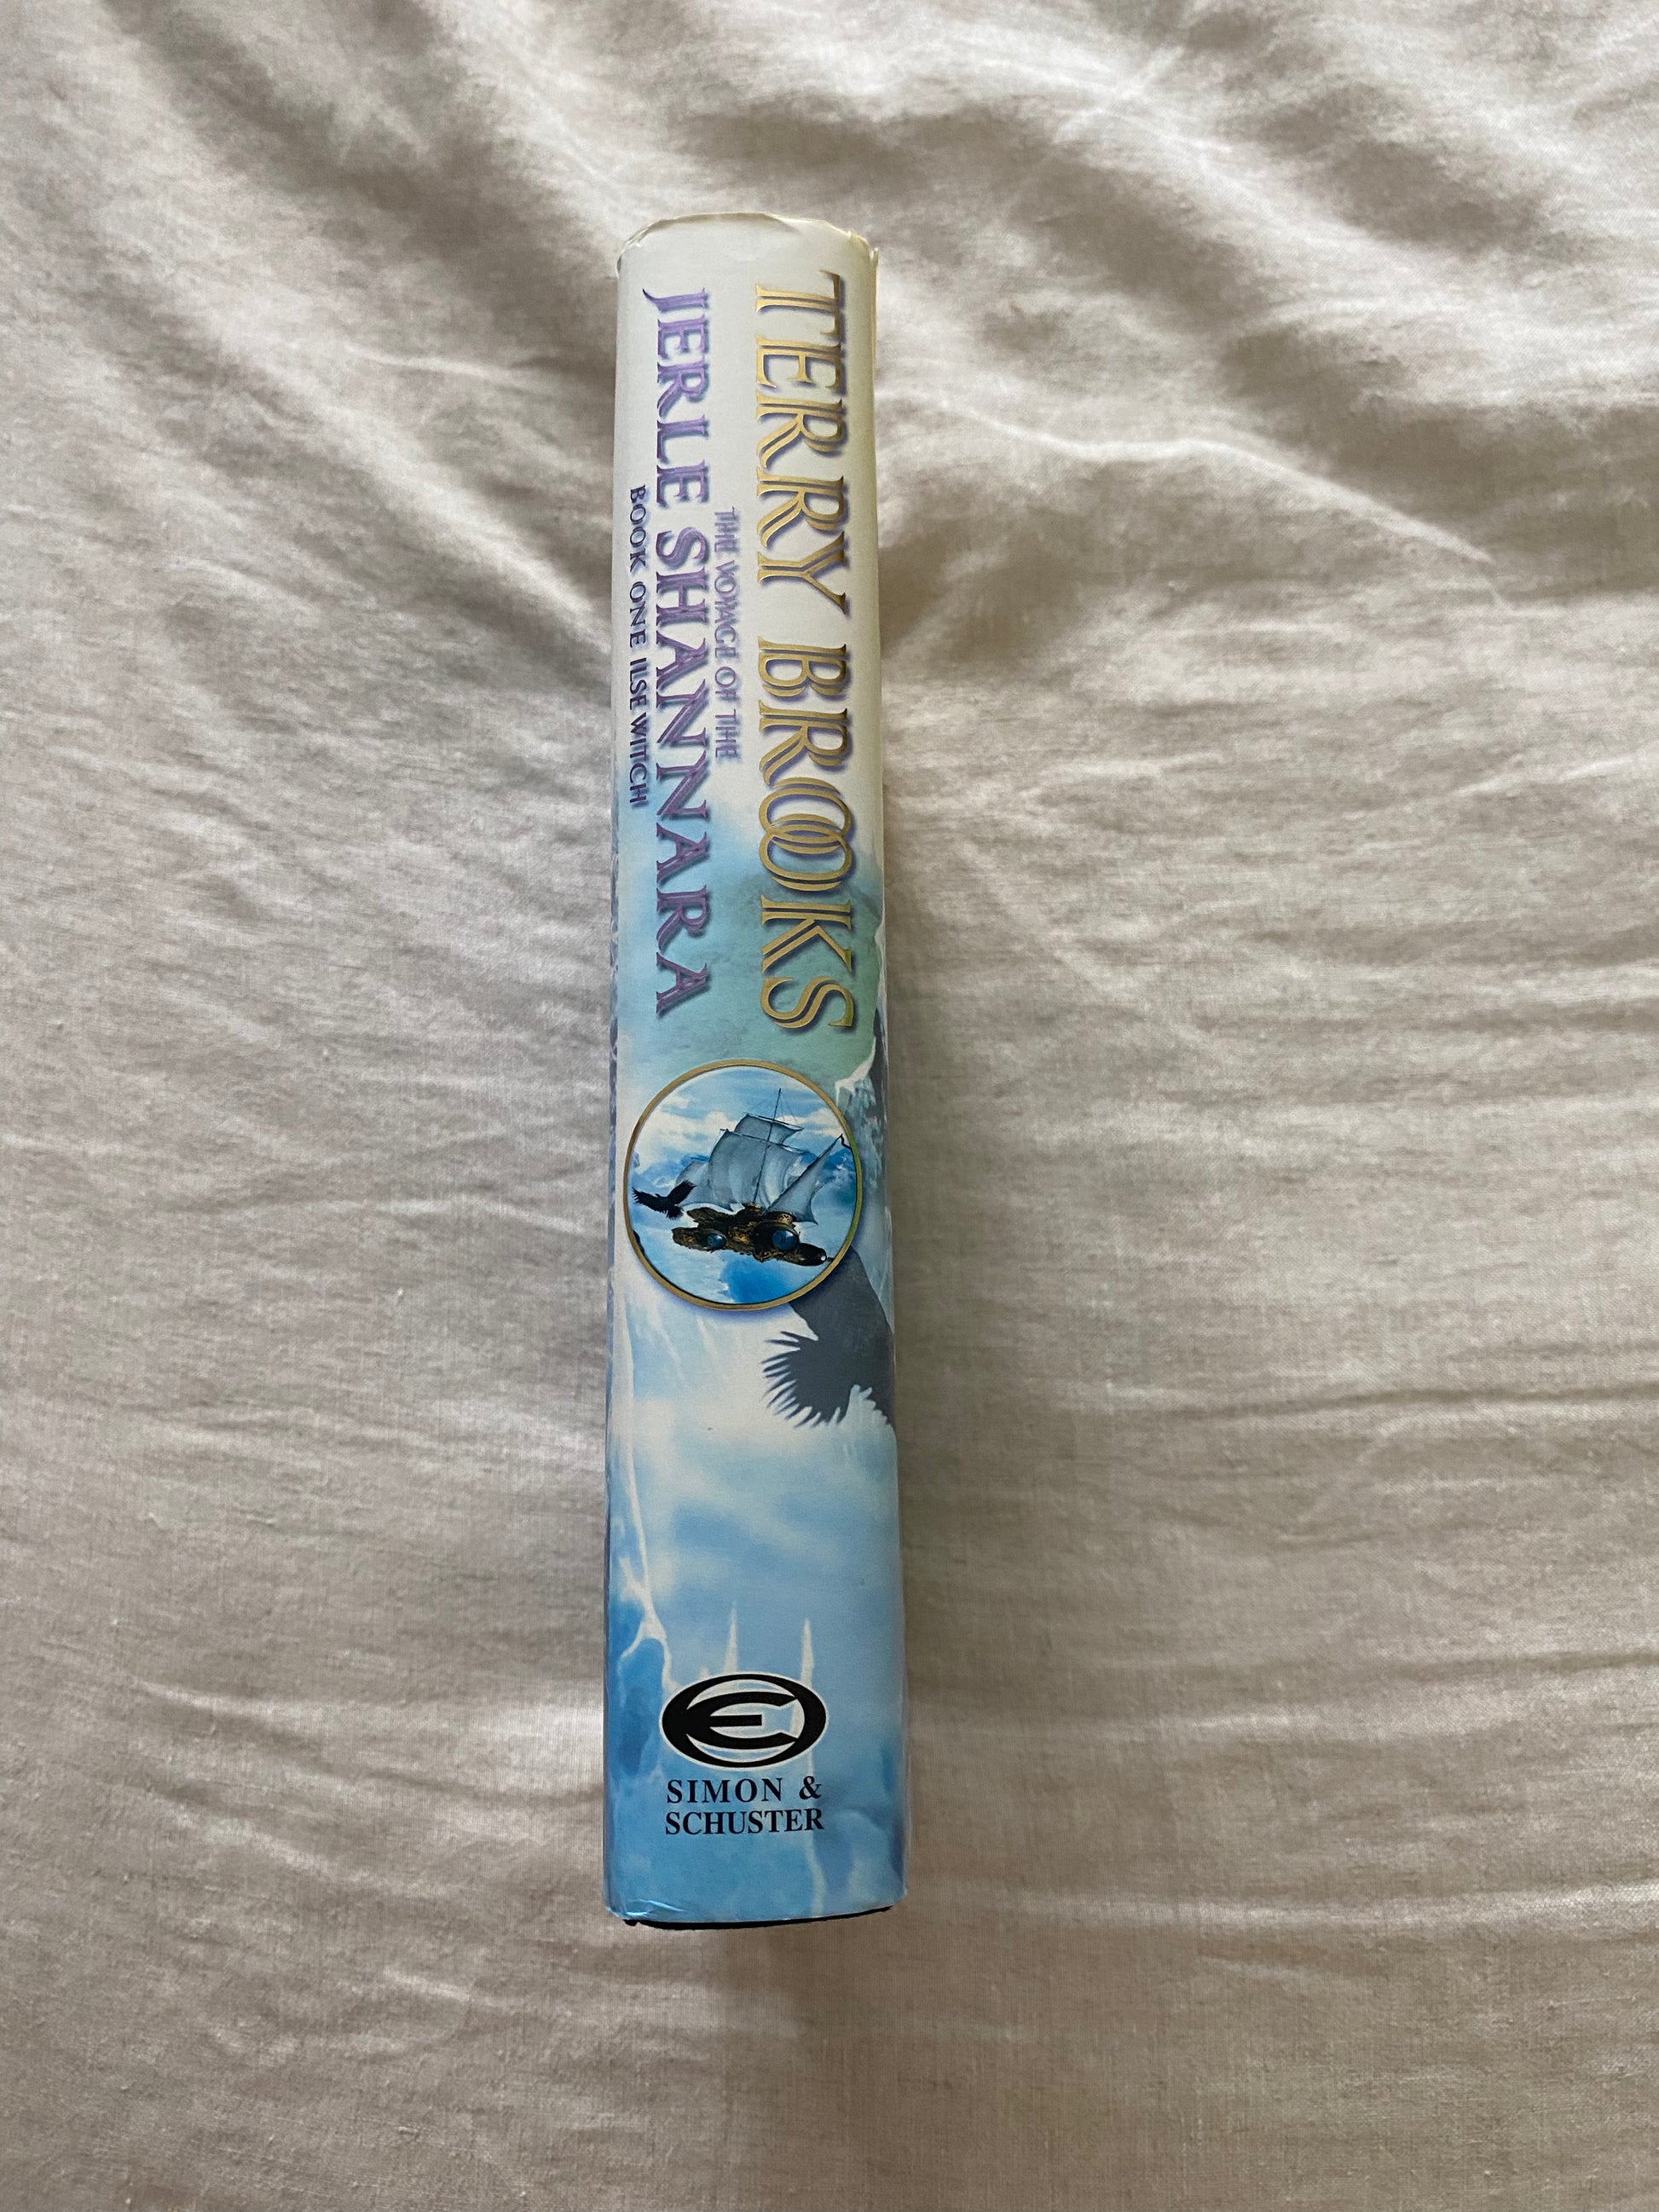 TERRY BROOKS
THE VOYAGE OF THE
JERLE SHANNARA
BOOK ONE ILSE WITCH
E
SIMON &
SCHUSTER